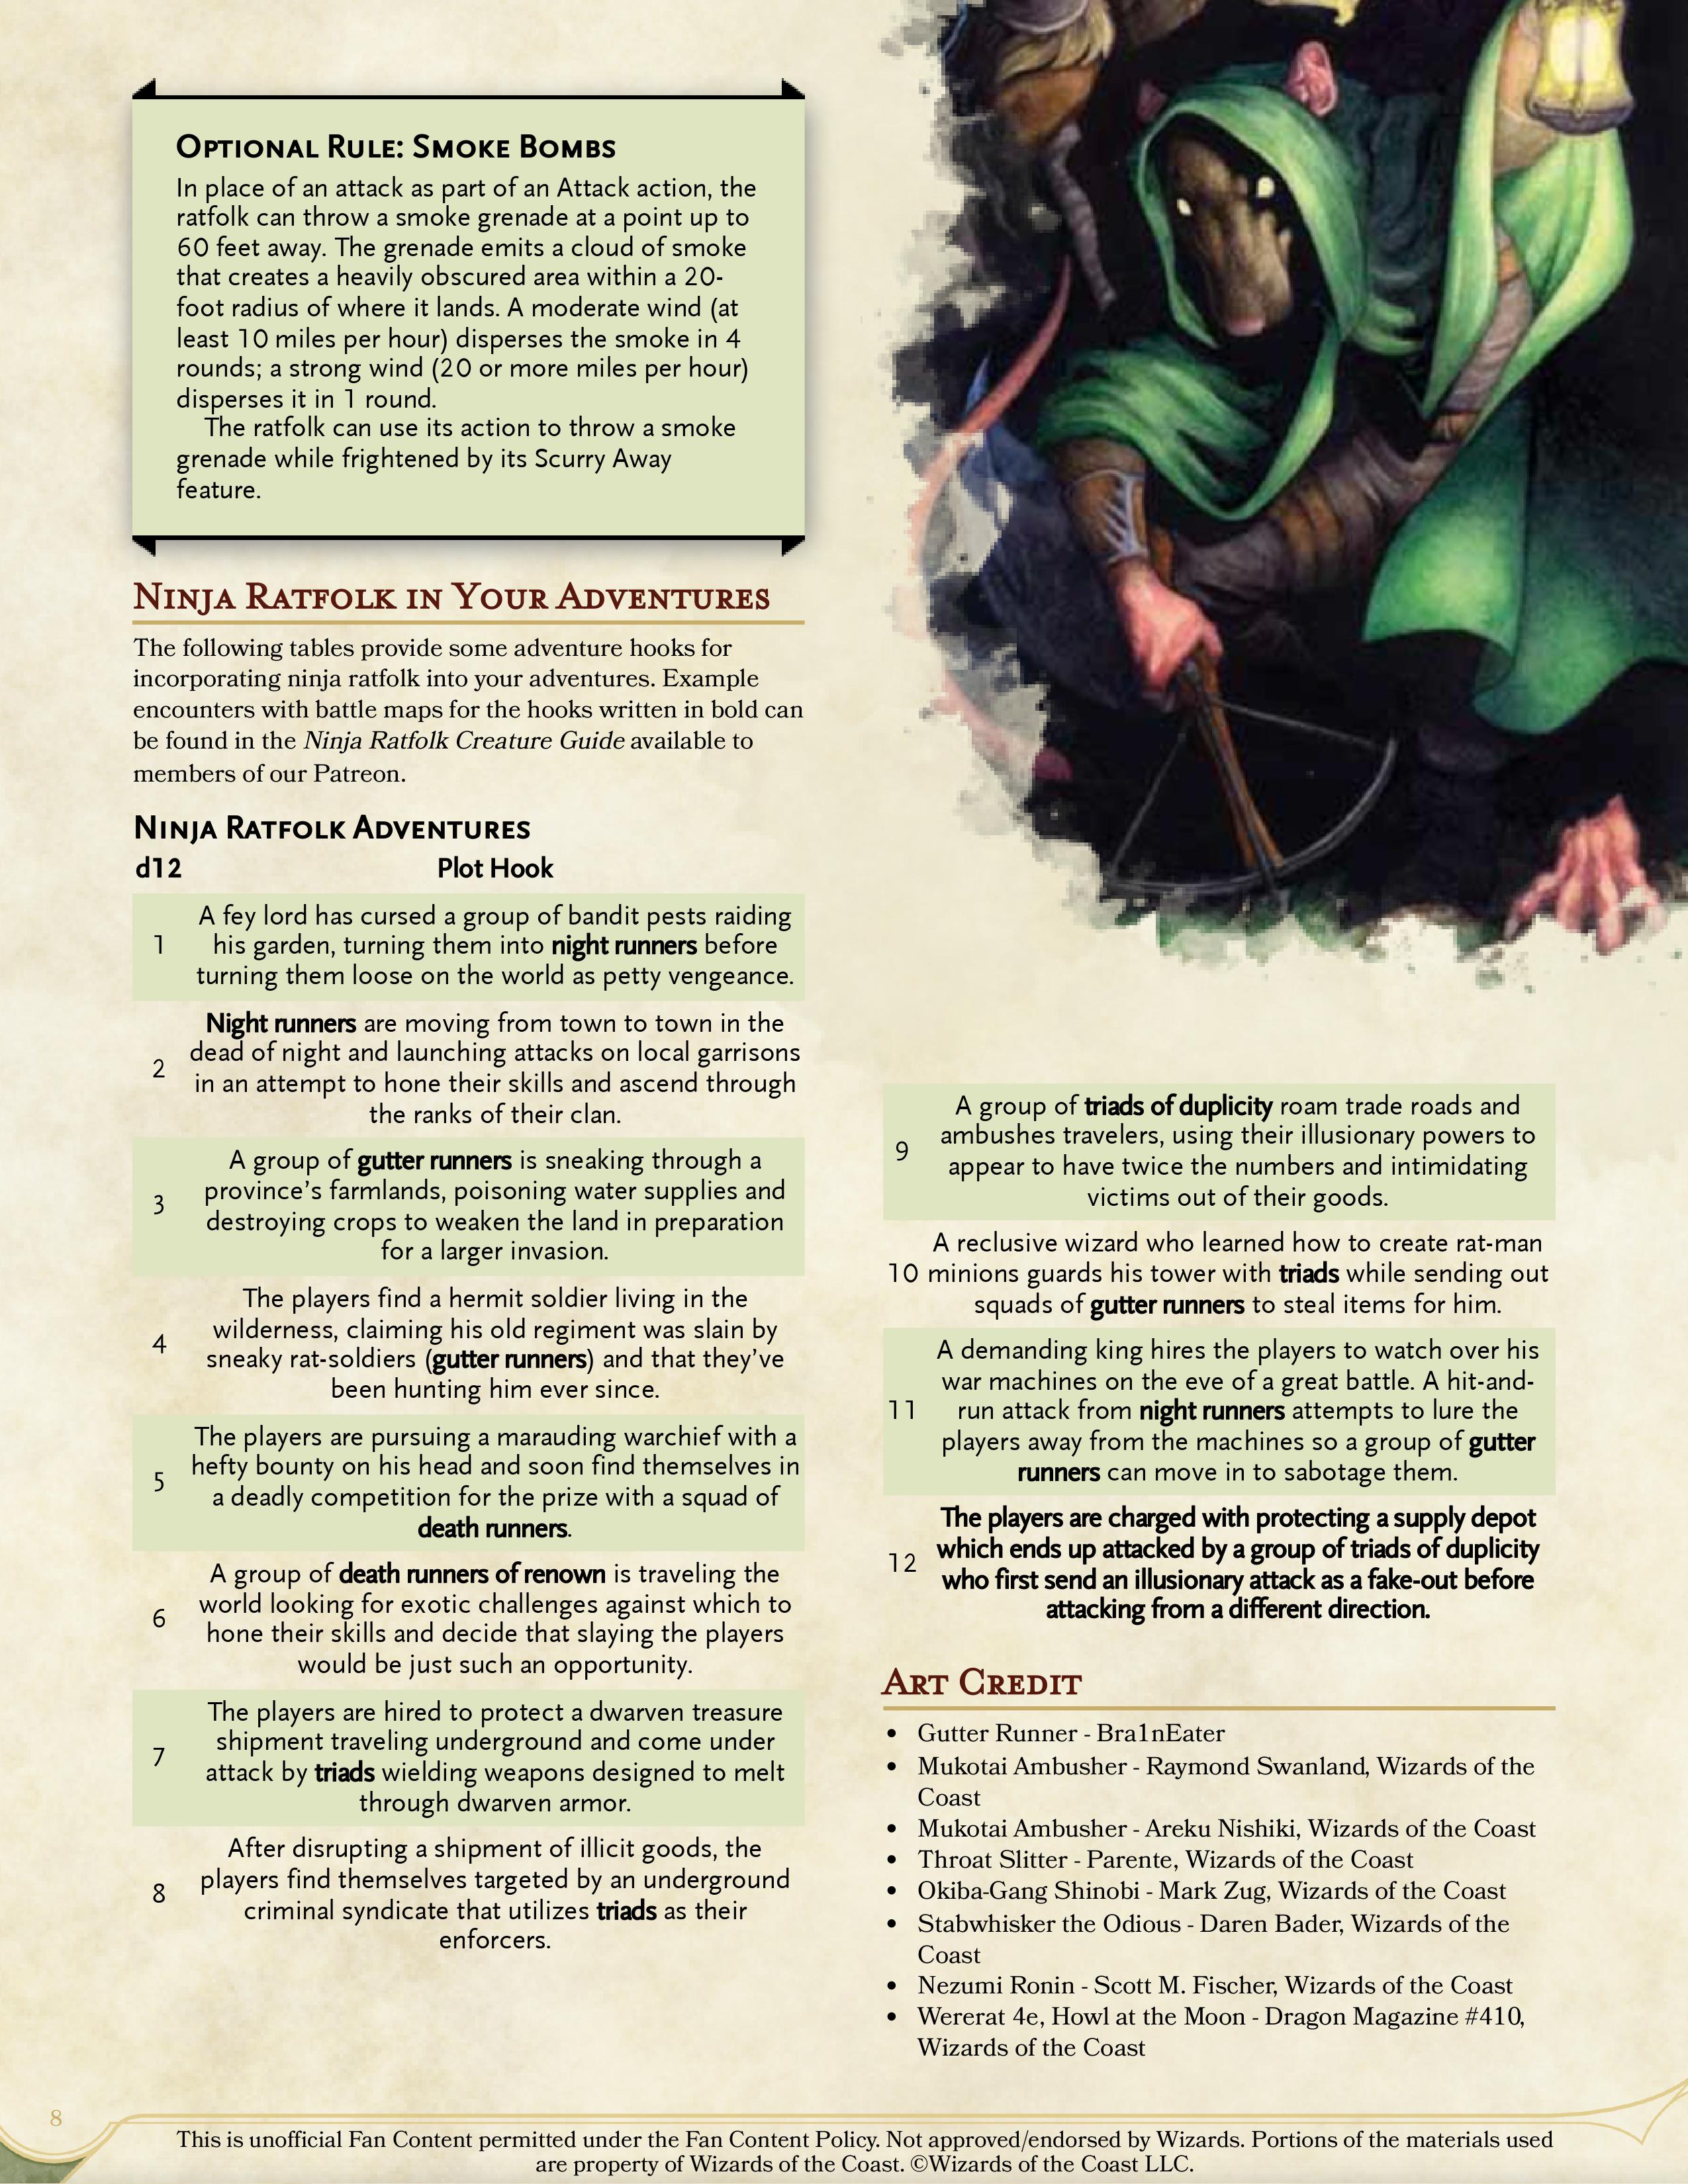 Optional Rule: Smoke Bombs
In place of an attack as part of an Attack action, the
ratfolk can throw a smoke grenade at a point up to
60 feet away. The grenade emits a cloud of smoke
that creates a heavily obscured area within a 20-
foot radius of where it lands. A moderate wind (at
least 10 miles per hour) disperses the smoke in 4
rounds; a strong wind (20 or more miles per hour)
disperses it in 1 round.
The ratfolk can use its action to throw a smoke
grenade while frightened by its Scurry Away
feature.
Ninja Ratfolk in Your Adventures
The following tables provide some adventure hooks for
incorporating ninja ratfolk into your adventures. Example
encounters with battle maps for the hooks written in bold can
be found in the Ninja Ratfolk Creature Guide available to
members of our Patreon.
Ninja Ratfolk Adventures
d12 Plot Hook
A fey lord has cursed a group of bandit pests raiding
1 his garden, turning them into night runners before
turning them loose on the world as petty vengeance.
Night runners are moving from town to town in the
dead of night and launching attacks on local garrisons
2 in an attempt to hone their skills and ascend through
the ranks of their clan.
A group of gutter runners is sneaking through a
province's farmlands, poisoning water supplies and
3 destroying crops to weaken the land in preparation
for a larger invasion.
The players find a hermit soldier living in the
wilderness, claiming his old regiment was slain by
4 sneaky rat-soldiers (gutter runners) and that they've
been hunting him ever since.
The players are pursuing a marauding warchief with a
hefty bounty on his head and soon find themselves in
5 a deadly competition for the prize with a squad of
death runners.
A group of death runners of renown is traveling the
world looking for exotic challenges against which to
6 hone their skills and decide that slaying the players
would be just such an opportunity.
The players are hired to protect a dwarven treasure
shipment traveling underground and come under
7 attack by triads wielding weapons designed to melt
through dwarven armor.
After disrupting a shipment of illicit goods, the
players find themselves targeted by an underground
8 criminal syndicate that utilizes triads as their
enforcers.
A group of triads of duplicity roam trade roads and
ambushes travelers, using their illusionary powers to
9 appear to have twice the numbers and intimidating
victims out of their goods.
A reclusive wizard who learned how to create rat-man
10 minions guards his tower with triads while sending out
squads of gutter runners to steal items for him.
A demanding king hires the players to watch over his
war machines on the eve of a great battle. A hit-and-
11 run attack from night runners attempts to lure the
players away from the machines so a group of gutter
runners can move in to sabotage them.
The players are charged with protecting a supply depot
which ends up attacked by a group of triads of duplicity
12 who first send an illusionary attack as a fake-out before
attacking from a different direction.
Art Credit
• Gutter Runner - Bra1nEater
• Mukotai Ambusher - Raymond Swanland, Wizards of the
Coast
• Mukotai Ambusher - Areku Nishiki, Wizards of the Coast
• Throat Slitter - Parente, Wizards of the Coast
• Okiba-Gang Shinobi - Mark Zug, Wizards of the Coast
• Stabwhisker the Odious - Daren Bader, Wizards of the
Coast
• Nezumi Ronin - Scott M. Fischer, Wizards of the Coast
• Wererat 4e, Howl at the Moon - Dragon Magazine #410,
Wizards of the Coast
8
This is unofficial Fan Content permitted under the Fan Content Policy. Not approved/endorsed by Wizards. Portions of the materials used
are property of Wizards of the Coast. ©Wizards of the Coast LLC.